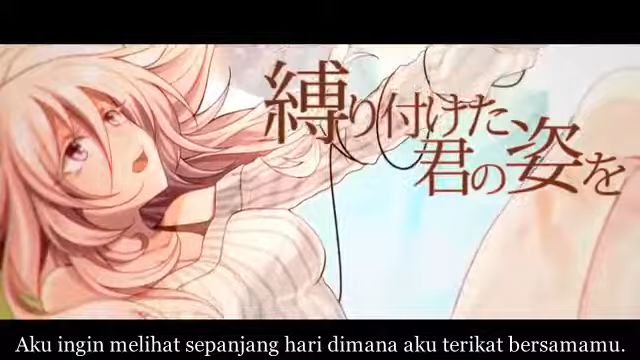 縛り付けた
君の姿を
Aku ingin melihat sepanjang hari dimana aku terikat bersamamu.